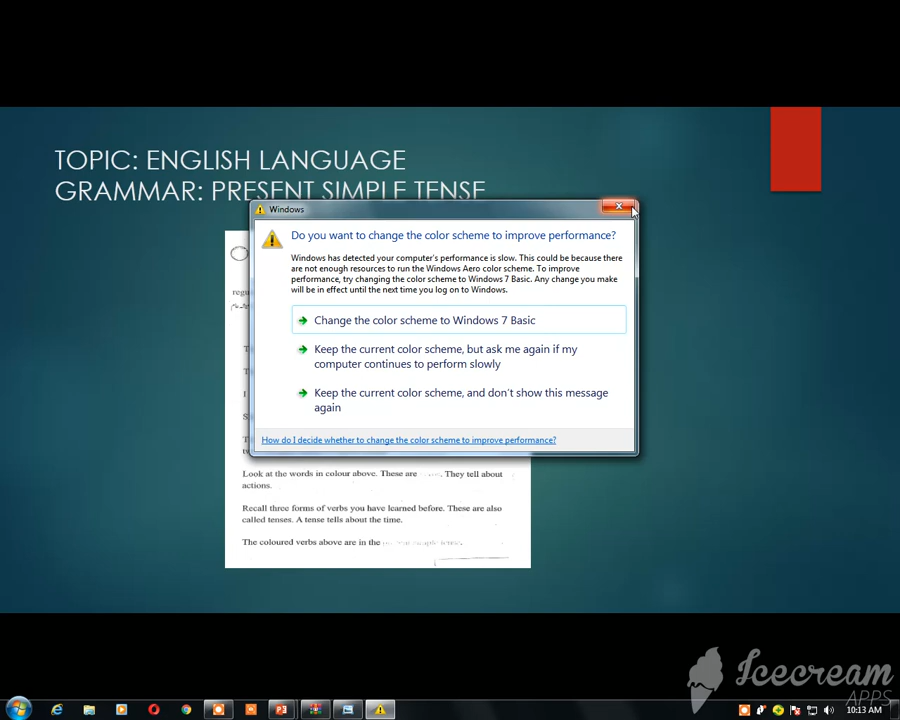 TOPIC: ENGLISH LANGUAGE
GRAMMAR: PRESENT SIMPLE TENSE
Windows
Do you want to change the color scheme to improve performance?
Windows has detected your computer's performance is slow. This could be because there
are not enough resources to run the Windows Aero color scheme. To improve
performance, try changing the color scheme to Windows 7 Basic. Any change you make
will be in effect until the next time you log on to Windows.
Change the color scheme to Windows 7 Basic
Keep the current color scheme, but ask me again if my
computer continues to perform slowly
Keep the current color scheme, and don't show this message
again
How do I decide whether to change the color scheme to improve performance?
Look at the words in colour above. These are
They tell about
actions.
Recall three forms of verbs you have learned before. These are also
called tenses. A tense tells about the time.
The coloured verbs above are in the
Icecream
APPS
10:13 AM